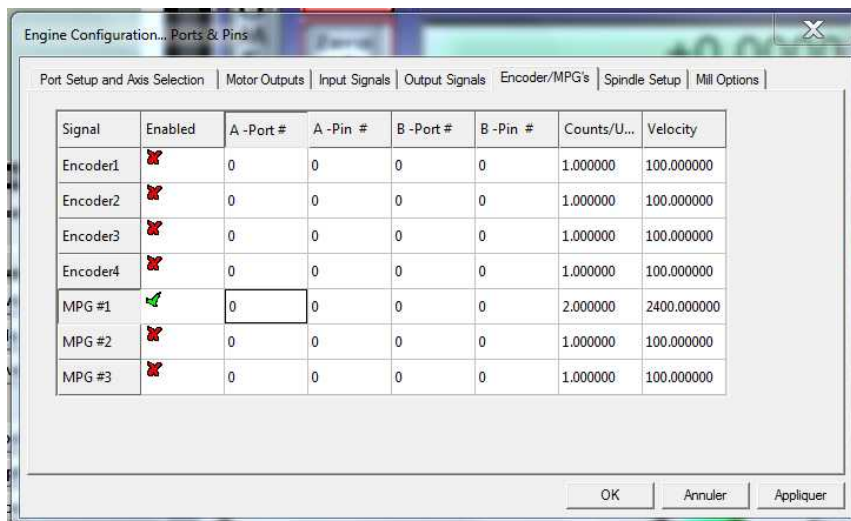 Engine Configuration... Ports & Pins
+0.0000
Port Setup and Axis Selection Motor Outputs Input Signals Output Signals Encoder/MPG's Spindle Setup Mill Options
Signal Enabled A -Port # A -Pin # B -Port # B -Pin # Counts/U... Velocity
Encoder1 0 0 0 0 1.000000 100.000000
Encoder2 0 0 0 0 1.000000 100.000000
Encoder3 0 0 0 0 1.000000 100.000000
Encoder4 0 0 0 0 1.000000 100.000000
MPG #1 0 0 0 0 2.000000 2400.000000
MPG #2 0 0 0 0 1.000000 100.000000
MPG #3 0 0 0 0 1.000000 100.000000
OK Annuler Appliquer